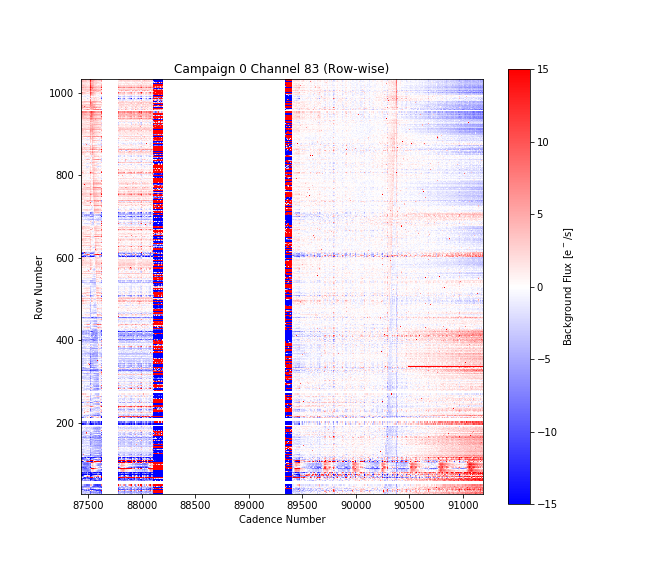 Campaign 0 Channel 83 (Row-wise)
1000
800
600
400
200
Row Number
87500 88000 88500 89000 89500 90000 90500 91000
Cadence Number
15
10
5
0
−5
−10
−15
Background Flux [e⁻/s]